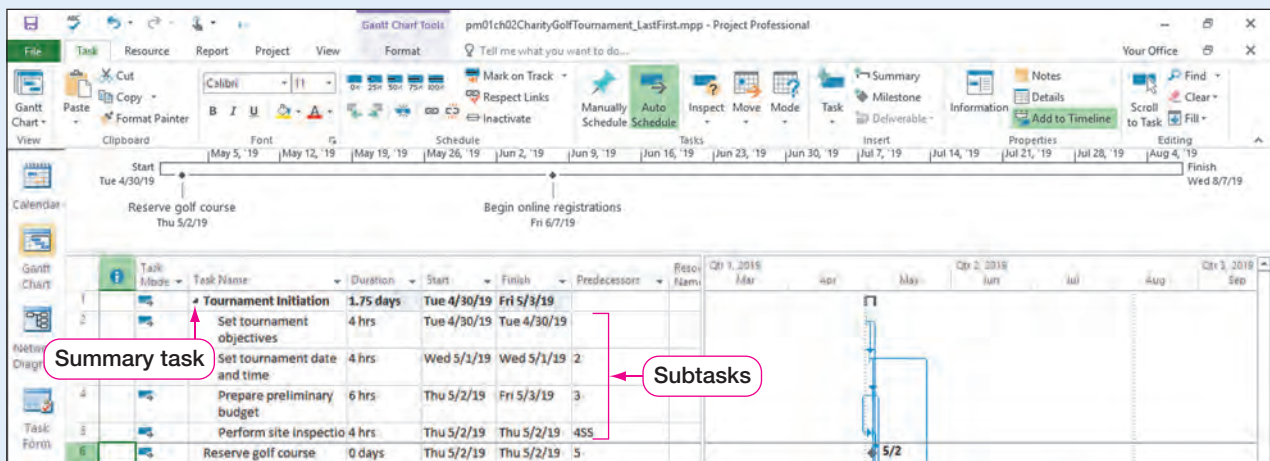 Gantt Chart Tools
pm01ch02CharityGolfTournament_LastFirst.mpp - Project Professional
File Task Resource Report Project View Format Tell me what you want to do... Your Office
Gantt Chart
View
Paste
Cut
Copy
Format Painter
Clipboard
Calibri 11
B I U A
Font
0% 25% 50% 75% 100%
Mark on Track
Respect Links
Inactivate
Schedule
Manually Schedule
Auto Schedule
Inspect Move Mode
Tasks
Task
Summary
Milestone
Deliverable
Insert
Information
Notes
Details
Add to Timeline
Properties
Scroll to Task
Find
Clear
Fill
Editing
May 5, '19 May 12, '19 May 19, '19 May 26, '19 Jun 2, '19 Jun 9, '19 Jun 16, '19 Jun 23, '19 Jun 30, '19 Jul 7, '19 Jul 14, '19 Jul 21, '19 Jul 28, '19 Aug 4, '19
Start
Tue 4/30/19
Finish
Wed 8/7/19
Reserve golf course
Thu 5/2/19
Begin online registrations
Fri 6/7/19
Calendar
Gantt Chart
Task Form
Task Mode Task Name Duration Start Finish Predecessors
Qtr 1, 2019 Qtr 2, 2019 Qtr 3, 2019
Mar Apr May Jun Jul Aug Sep
1 Tournament Initiation 1.75 days Tue 4/30/19 Fri 5/3/19
2 Set tournament objectives 4 hrs Tue 4/30/19 Tue 4/30/19
Set tournament date and time 4 hrs Wed 5/1/19 Wed 5/1/19 2
4 Prepare preliminary budget 6 hrs Thu 5/2/19 Fri 5/3/19 3
5 Perform site inspectio 4 hrs Thu 5/2/19 Thu 5/2/19 4SS
6 Reserve golf course 0 days Thu 5/2/19 Thu 5/2/19 5
5/2
Summary task
Subtasks